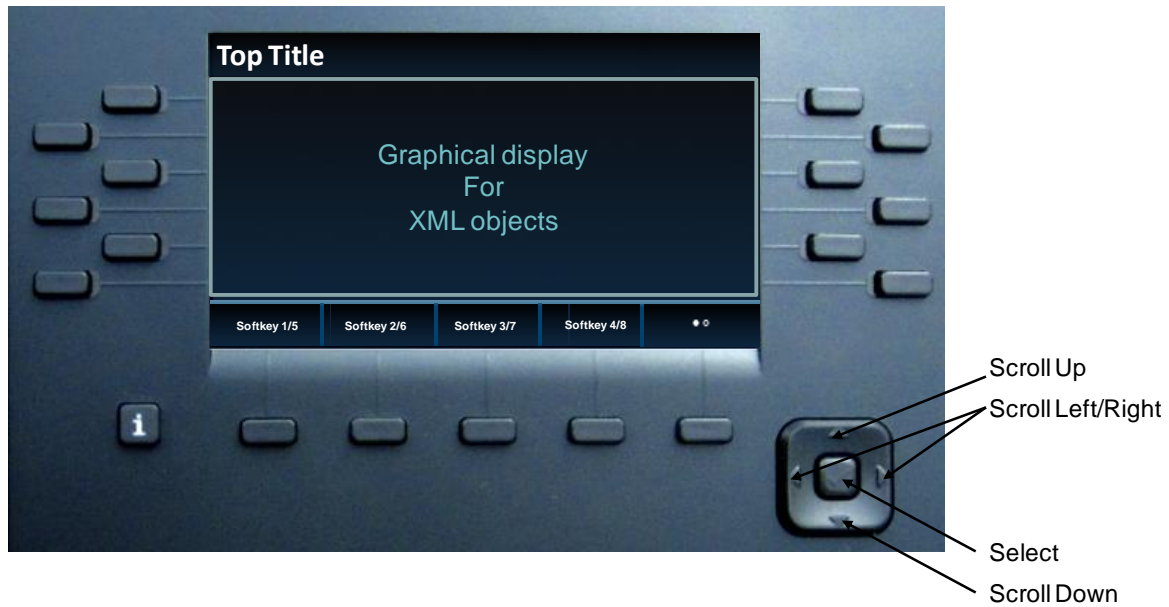 Top Title
Graphical display
For
XML objects
Softkey 1/5 Softkey 2/6 Softkey 3/7 Softkey 4/8
i
Scroll Up
Scroll Left/Right
Select
Scroll Down